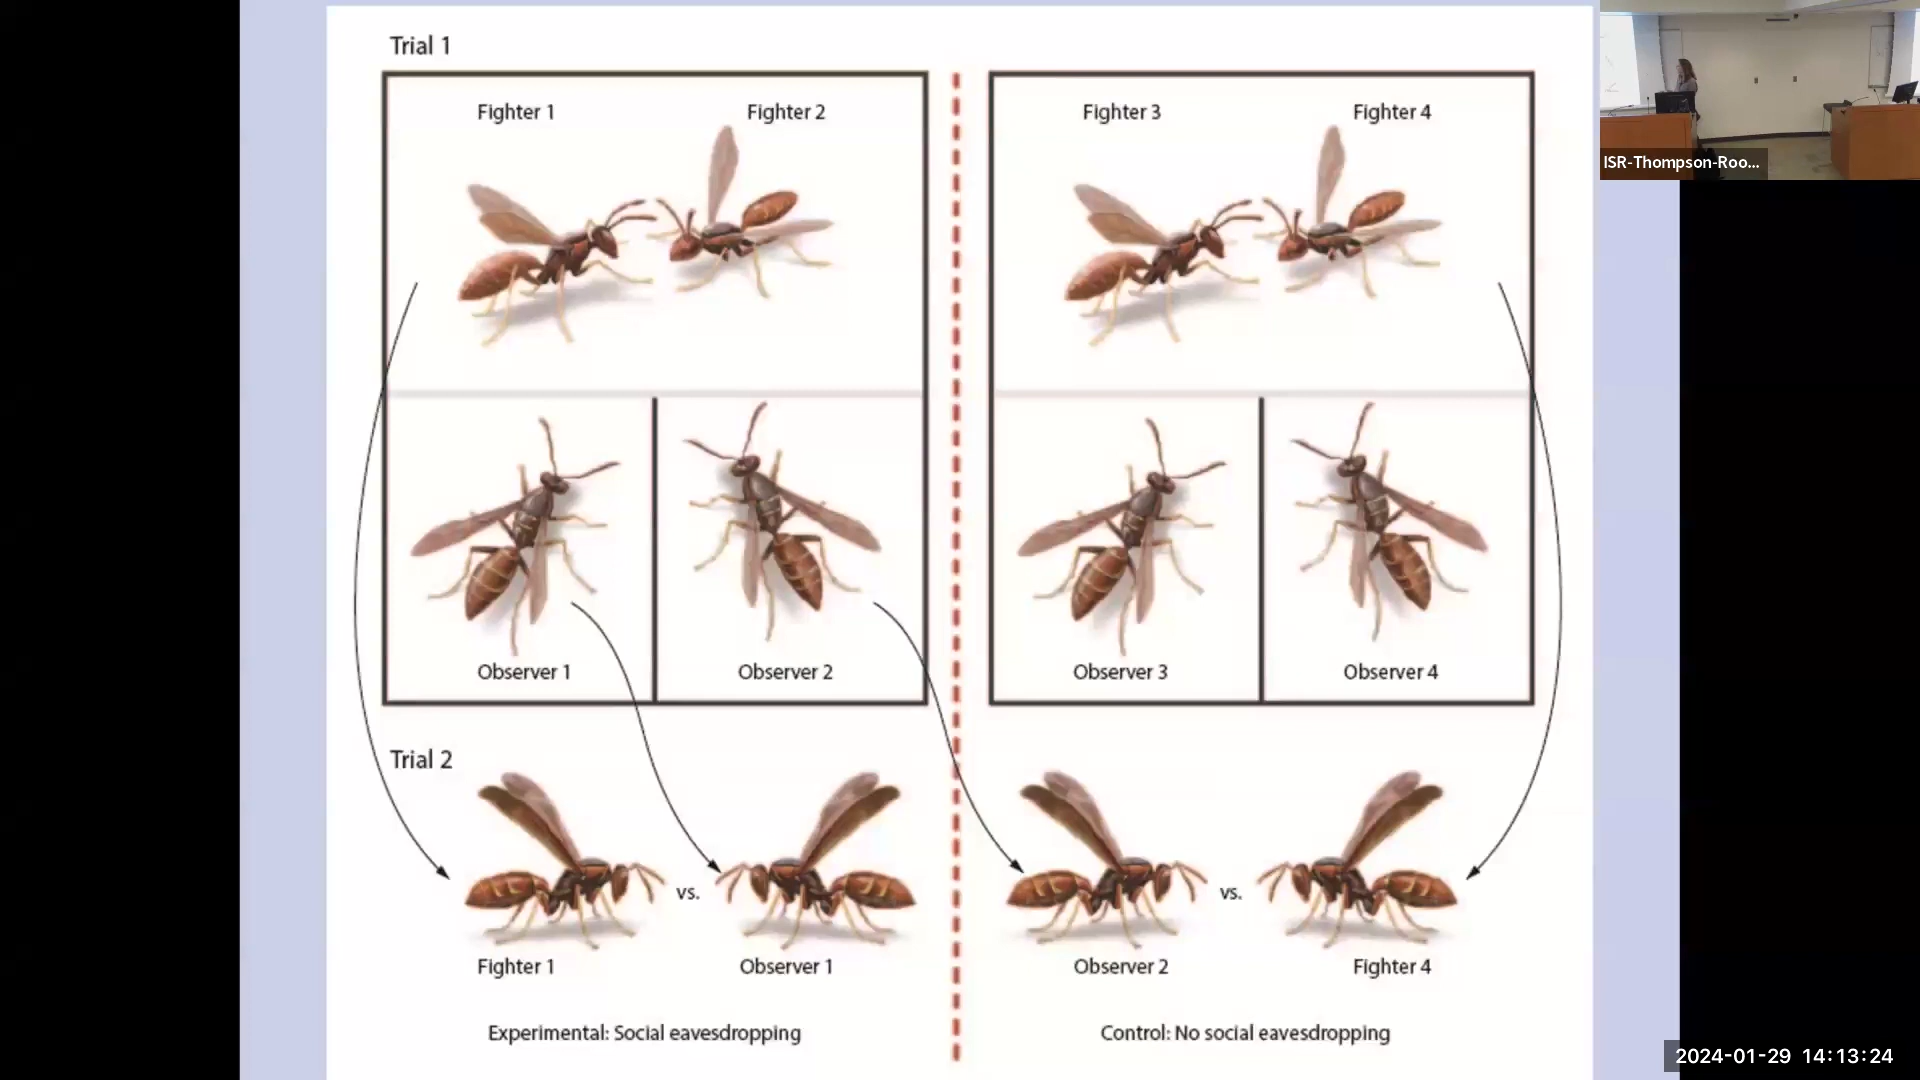 Trial 1
Fighter 1
Fighter 2
Fighter 3
Fighter 4
ISR-Thompson-Roo...
Observer 1
Observer 2
Observer 3
Observer 4
Trial 2
vs.
vs.
Fighter 1
Observer 1
Observer 2
Fighter 4
Experimental: Social eavesdropping
Control: No social eavesdropping
2024-01-29 14:13:24